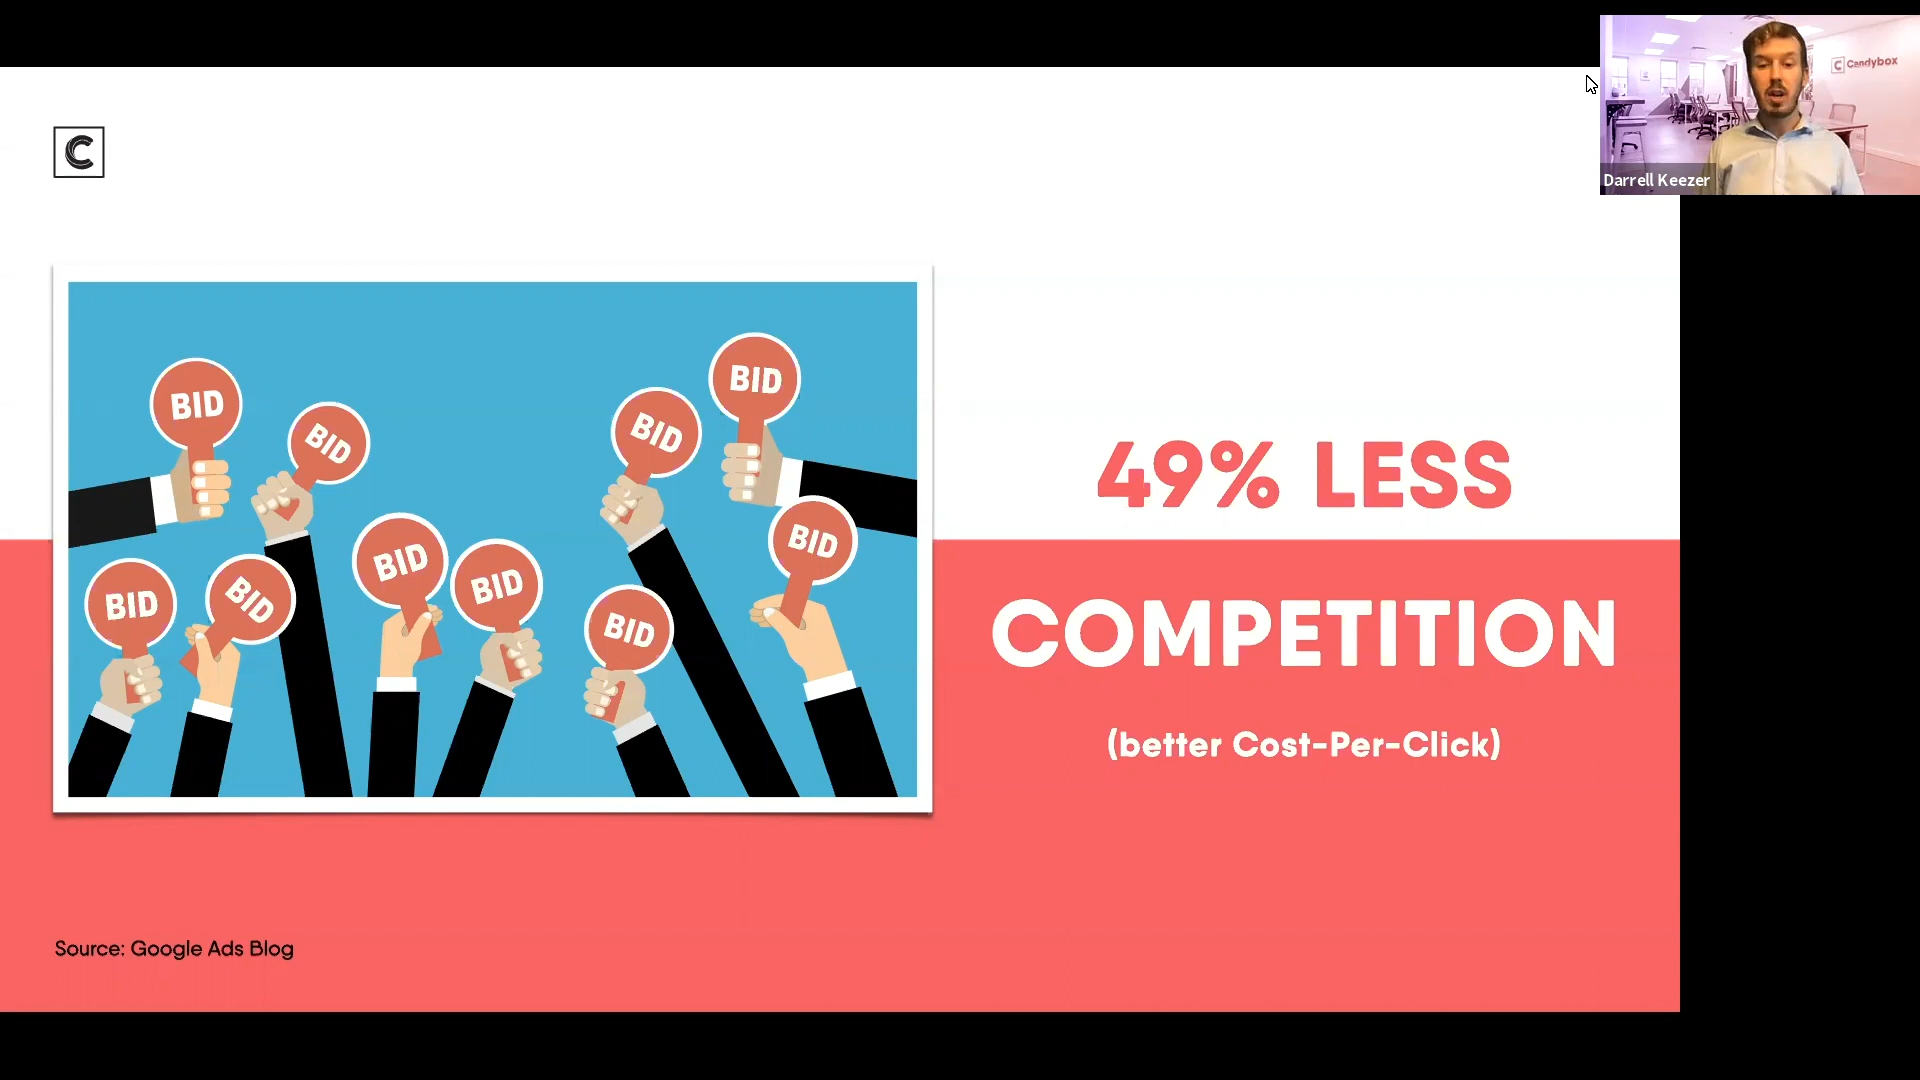 Candybox
Darrell Keezer
C
BID
BID
BID
BID
BID
BID
BID
BID
BID
BID
49% LESS
COMPETITION
(better Cost-Per-Click)
Source: Google Ads Blog